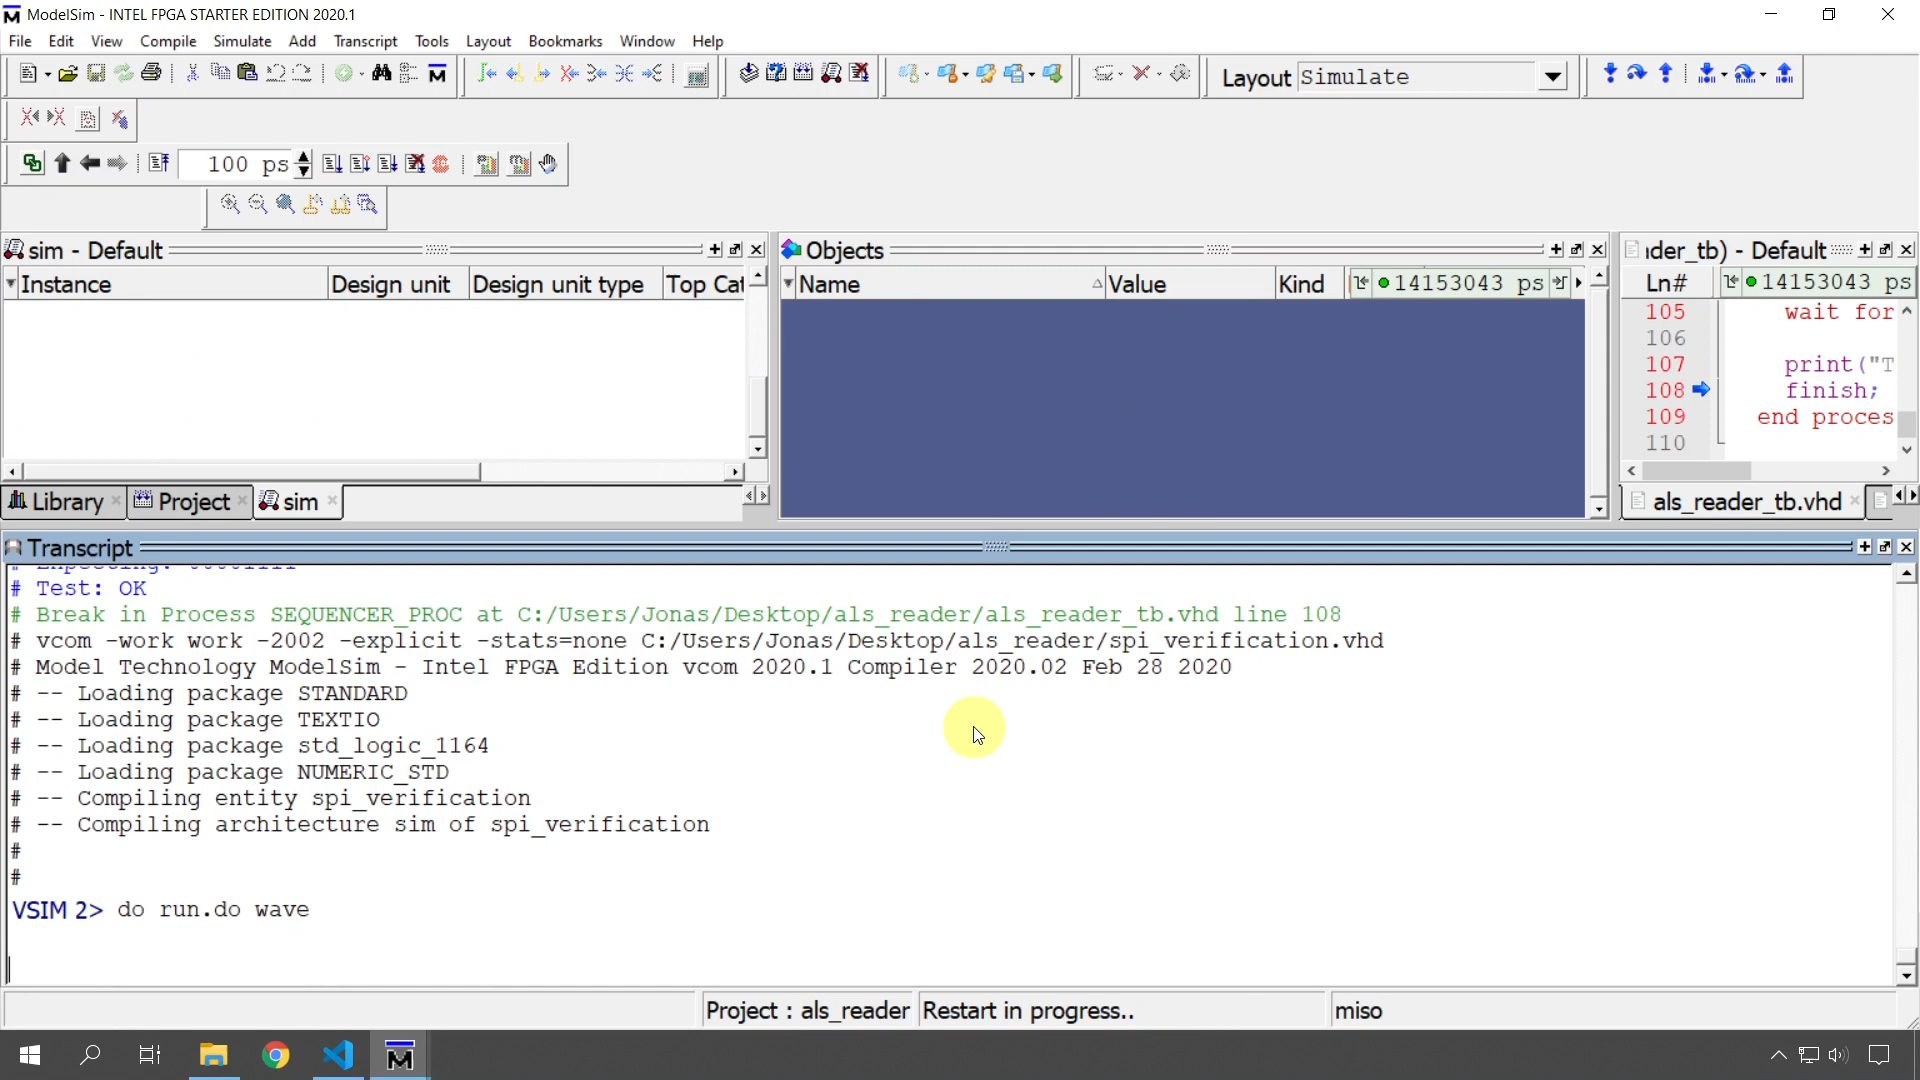 ModelSim - INTEL FPGA STARTER EDITION 2020.1
File Edit View Compile Simulate Add Transcript Tools Layout Bookmarks Window Help
Layout Simulate
100 ps
sim - Default
Instance Design unit Design unit type Top Cat
Library Project sim
Objects
Name Value Kind 14153043 ps
ider_tb) - Default
Ln# 14153043 ps
105 wait for
106
107 print("T
108 finish;
109 end proces
110
als_reader_tb.vhd
Transcript
# Test: OK
# Break in Process SEQUENCER_PROC at C:/Users/Jonas/Desktop/als_reader/als_reader_tb.vhd line 108
# vcom -work work -2002 -explicit -stats=none C:/Users/Jonas/Desktop/als_reader/spi_verification.vhd
# Model Technology ModelSim - Intel FPGA Edition vcom 2020.1 Compiler 2020.02 Feb 28 2020
# -- Loading package STANDARD
# -- Loading package TEXTIO
# -- Loading package std_logic_1164
# -- Loading package NUMERIC_STD
# -- Compiling entity spi_verification
# -- Compiling architecture sim of spi_verification
#
#
VSIM 2> do run.do wave
Project : als_reader Restart in progress.. miso